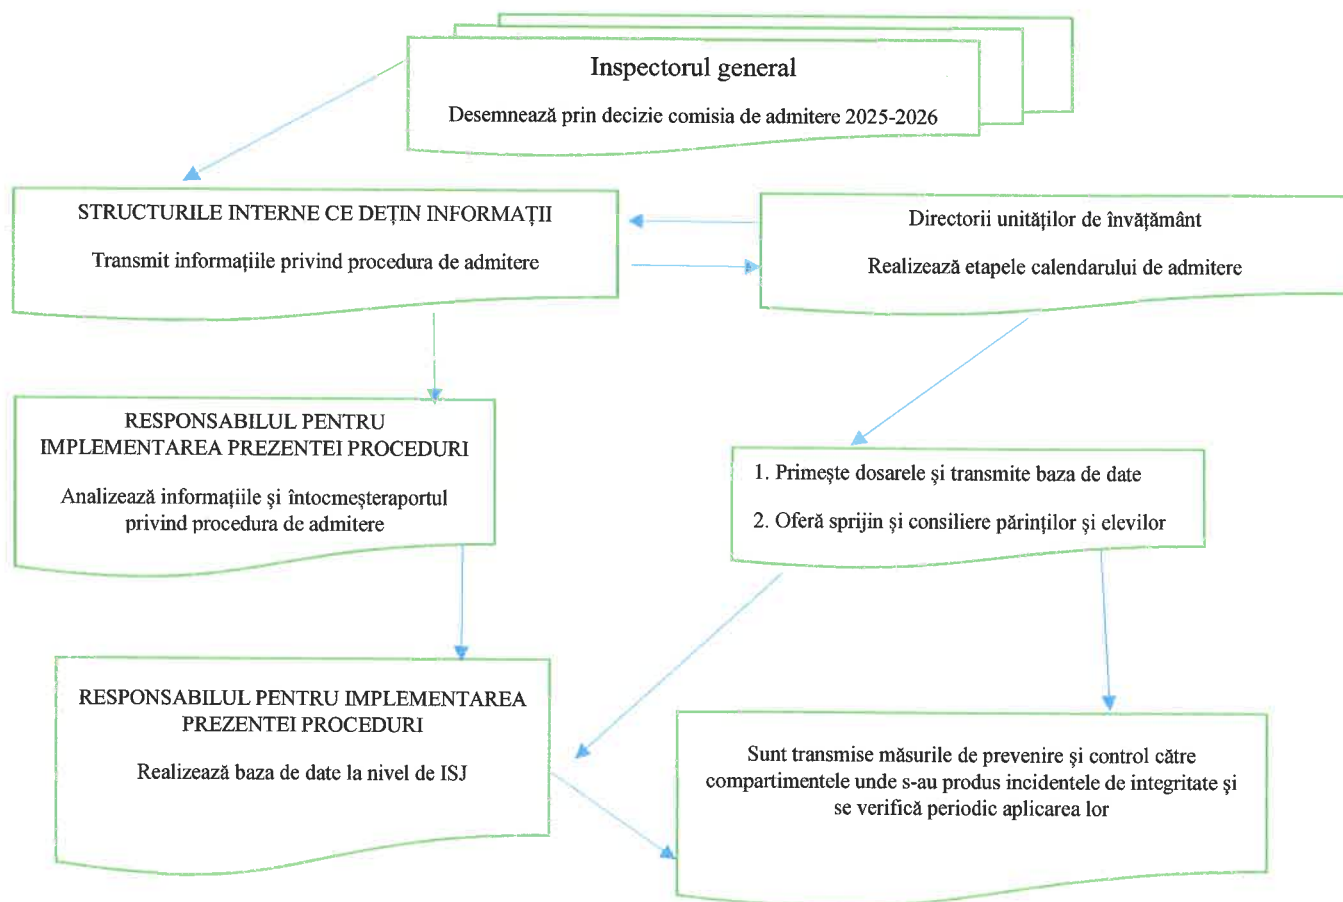 Inspectorul general
Desemnează prin decizie comisia de admitere 2025-2026
STRUCTURILE INTERNE CE DEȚIN INFORMAȚII
Transmit informațiile privind procedura de admitere
Directorii unităților de învățământ
Realizează etapele calendarului de admitere
RESPONSABILUL PENTRU
IMPLEMENTAREA PREZENTEI PROCEDURI
Analizează informațiile și întocmeșteraportul
privind procedura de admitere
1. Primește dosarele și transmite baza de date
2. Oferă sprijin și consiliere părinților și elevilor
RESPONSABILUL PENTRU IMPLEMENTAREA
PREZENTEI PROCEDURI
Realizează baza de date la nivel de ISJ
Sunt transmise măsurile de prevenire și control către
compartimentele unde s-au produs incidentele de integritate și
se verifică periodic aplicarea lor